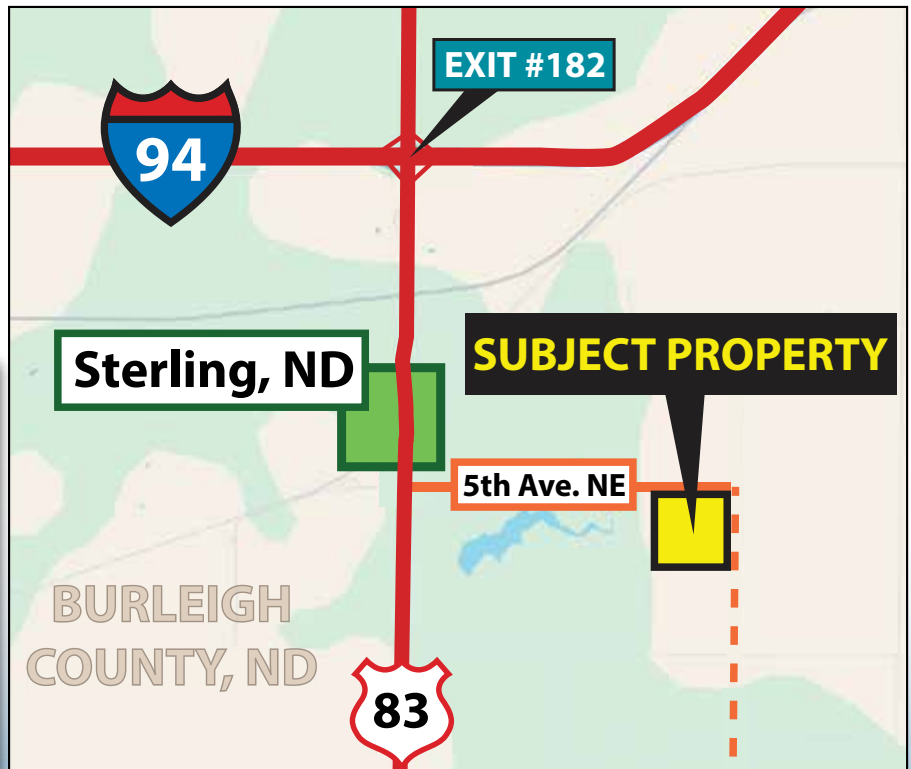 EXIT #182
94
Sterling, ND
SUBJECT PROPERTY
5th Ave. NE
BURLEIGH
COUNTY, ND
83